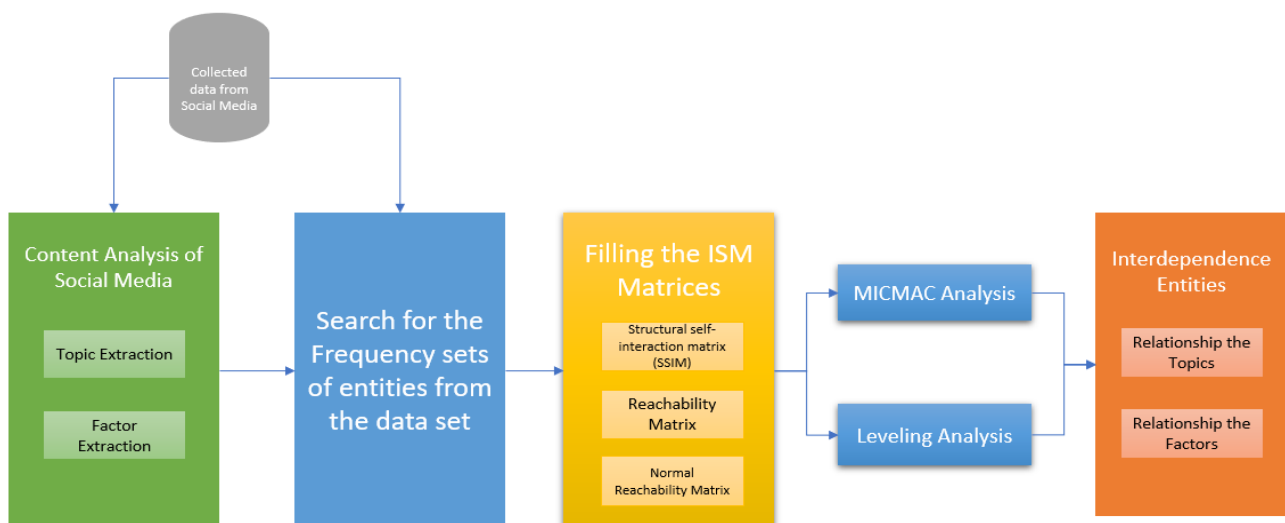 Collected
data from
Social Media
Content Analysis of
Social Media
Topic Extraction
Factor
Extraction
Search for the
Frequency sets
of entities from
the data set
Filling the ISM
Matrices
Structural self-
interaction matrix
(SSIM)
Reachability
Matrix
Normal
Reachability Matrix
MICMAC Analysis
Leveling Analysis
Interdependence
Entities
Relationship the
Topics
Relationship the
Factors